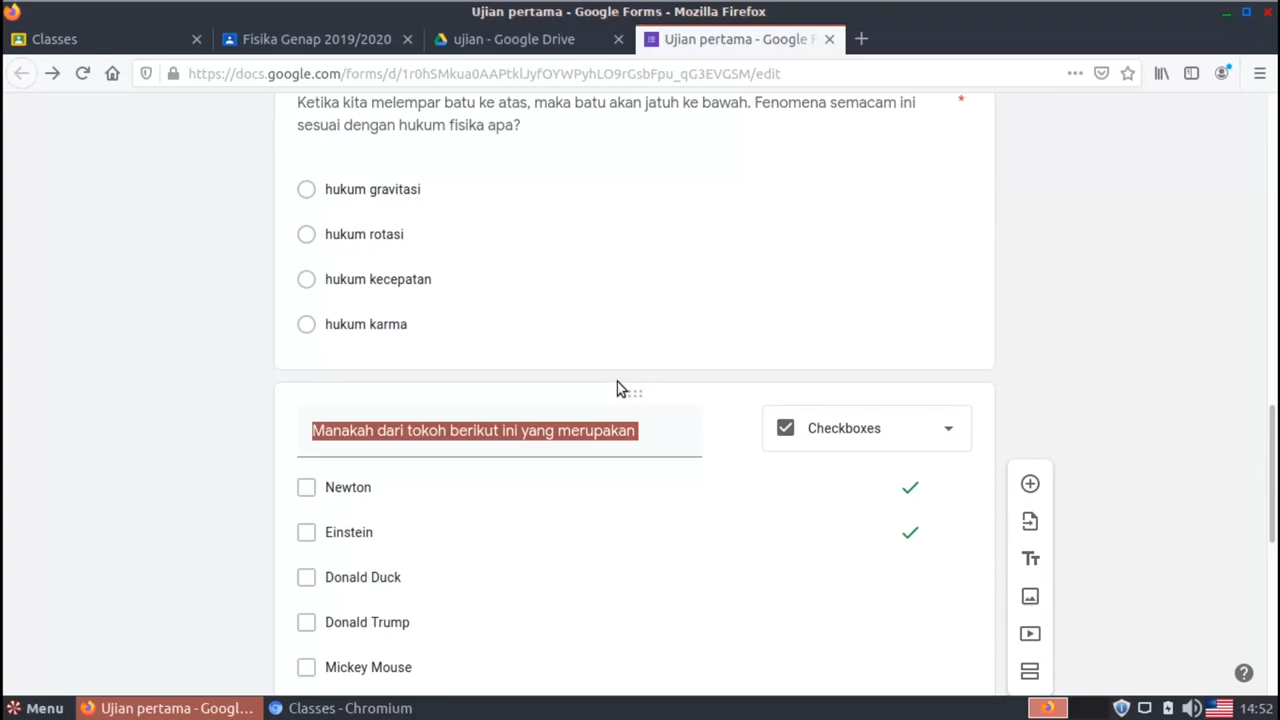 Ujian pertama - Google Forms - Mozilla Firefox
Classes
Fisika Genap 2019/2020
ujian - Google Drive
Ujian pertama - Google F
https://docs.google.com/forms/d/1r0hSMkua0AAPtklJyfOYWPyhLO9rGsbFpu_qG3EVGSM/edit
Ketika kita melempar batu ke atas, maka batu akan jatuh ke bawah. Fenomena semacam ini *
sesuai dengan hukum fisika apa?
hukum gravitasi
hukum rotasi
hukum kecepatan
hukum karma
Manakah dari tokoh berikut ini yang merupakan
Checkboxes
Newton
Einstein
Donald Duck
Donald Trump
Mickey Mouse
Menu
Ujian pertama - Googl...
Classes - Chromium
14:52